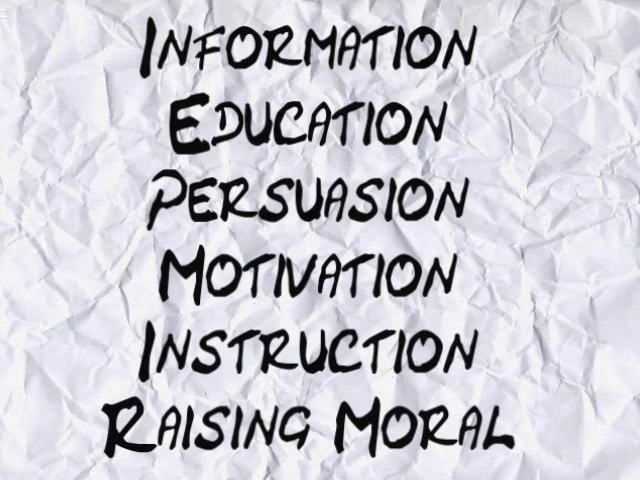 Information
Education
Persuasion
Motivation
Instruction
Raising Moral